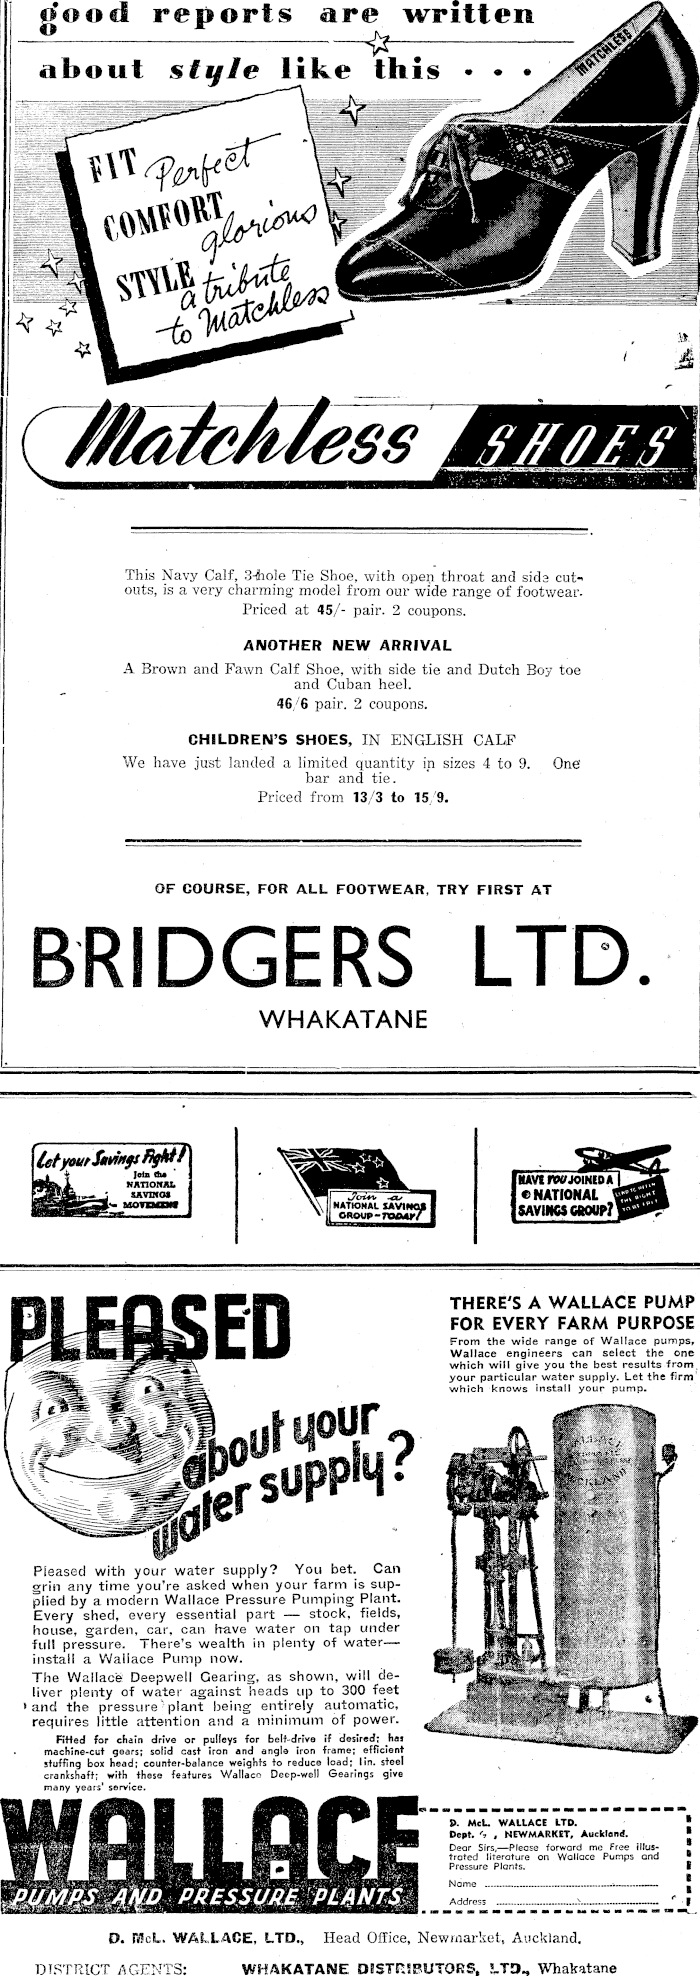 good reports are written
about style like this . . .
MATCHLESS
FIT Perfect
COMFORT
glorious
STYLE
a tribute
to Matchless
Matchless SHOES
This Navy Calf, 3-hole Tie Shoe, with open throat and side cut-
outs, is a very charming model from our wide range of footwear.
Priced at 45/- pair. 2 coupons.
ANOTHER NEW ARRIVAL
A Brown and Fawn Calf Shoe, with side tie and Dutch Boy toe
and Cuban heel.
46/6 pair. 2 coupons.
CHILDREN'S SHOES, IN ENGLISH CALF
We have just landed a limited quantity in sizes 4 to 9. One
bar and tie.
Priced from 13/3 to 15/9.
OF COURSE, FOR ALL FOOTWEAR, TRY FIRST AT
BRIDGERS LTD.
WHAKATANE
Let your Savings Fight!
Join the
NATIONAL
SAVINGS
MOVEMENT
Join a
NATIONAL SAVINGS
GROUP-TODAY!
HAVE YOU JOINED A
NATIONAL
SAVINGS GROUP?
LEND TO DEFEND
THE RIGHT
TO BE FREE
PLEASED
about your
water supply?
Pleased with your water supply? You bet. Can
grin any time you're asked when your farm is sup-
plied by a modern Wallace Pressure Pumping Plant.
Every shed, every essential part — stock, fields,
house, garden, car, can have water on tap under
full pressure. There's wealth in plenty of water—
install a Wallace Pump now.
The Wallace Deepwell Gearing, as shown, will de-
liver plenty of water against heads up to 300 feet
and the pressure plant being entirely automatic,
requires little attention and a minimum of power.
Fitted for chain drive or pulleys for belt-drive if desired; has
machine-cut gears; solid cast iron and angle iron frame; efficient
stuffing box head; counter-balance weights to reduce load; 1in. steel
crankshaft; with these features Wallace Deep-well Gearings give
many years' service.
THERE'S A WALLACE PUMP
FOR EVERY FARM PURPOSE
From the wide range of Wallace pumps,
Wallace engineers can select the one
which will give you the best results from
your particular water supply. Let the firm
which knows install your pump.
WALLACE
AUCKLAND
WALLACE
PUMPS AND PRESSURE PLANTS
D. McL. WALLACE LTD.
Dept. , NEWMARKET, Auckland.
Dear Sirs,—Please forward me Free illus-
trated literature on Wallace Pumps and
Pressure Plants.
Name
Address
D. McL. WALLACE, LTD., Head Office, Newmarket, Auckland.
DISTRICT AGENTS: WHAKATANE DISTRIBUTORS, LTD., Whakatane